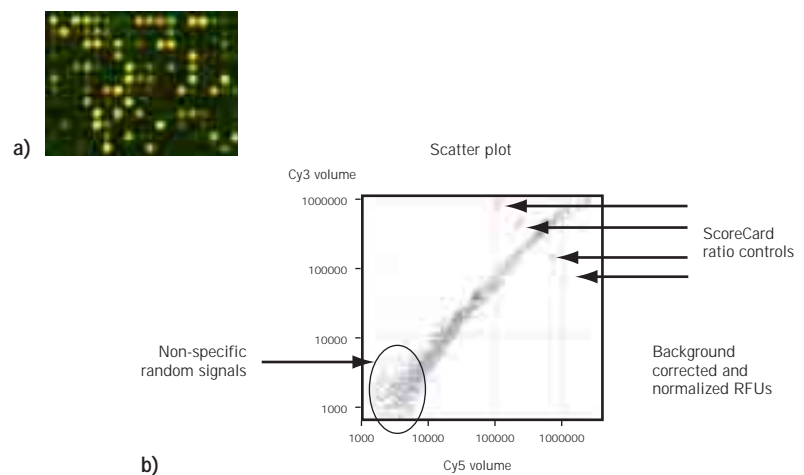 a)
Scatter plot
Cy3 volume
1000000
100000
10000
1000
1000
10000
100000
1000000
Cy5 volume
ScoreCard
ratio controls
Non-specific
random signals
Background
corrected and
normalized RFUs
b)